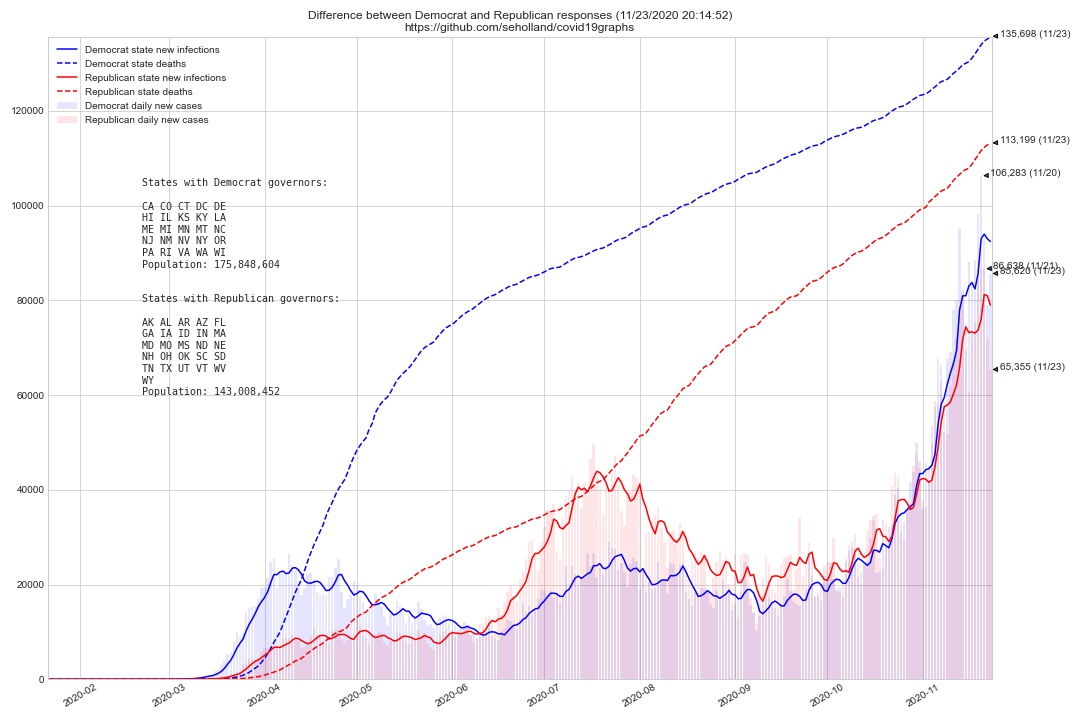 Difference between Democrat and Republican responses (11/23/2020 20:14:52)
https://github.com/seholland/covid19graphs
Democrat state new infections
Democrat state deaths
Republican state new infections
Republican state deaths
Democrat daily new cases
Republican daily new cases
States with Democrat governors:
CA CO CT DC DE
HI IL KS KY LA
ME MI MN MT NC
NJ NM NV NY OR
PA RI VA WA WI
Population: 175,848,604
States with Republican governors:
AK AL AR AZ FL
GA IA ID IN MA
MD MO MS ND NE
NH OH OK SC SD
TN TX UT VT WV
WY
Population: 143,008,452
135,698 (11/23)
113,199 (11/23)
106,283 (11/20)
86,638 (11/21)
85,620 (11/23)
65,355 (11/23)
120000
100000
80000
60000
40000
20000
0
2020-02
2020-03
2020-04
2020-05
2020-06
2020-07
2020-08
2020-09
2020-10
2020-11